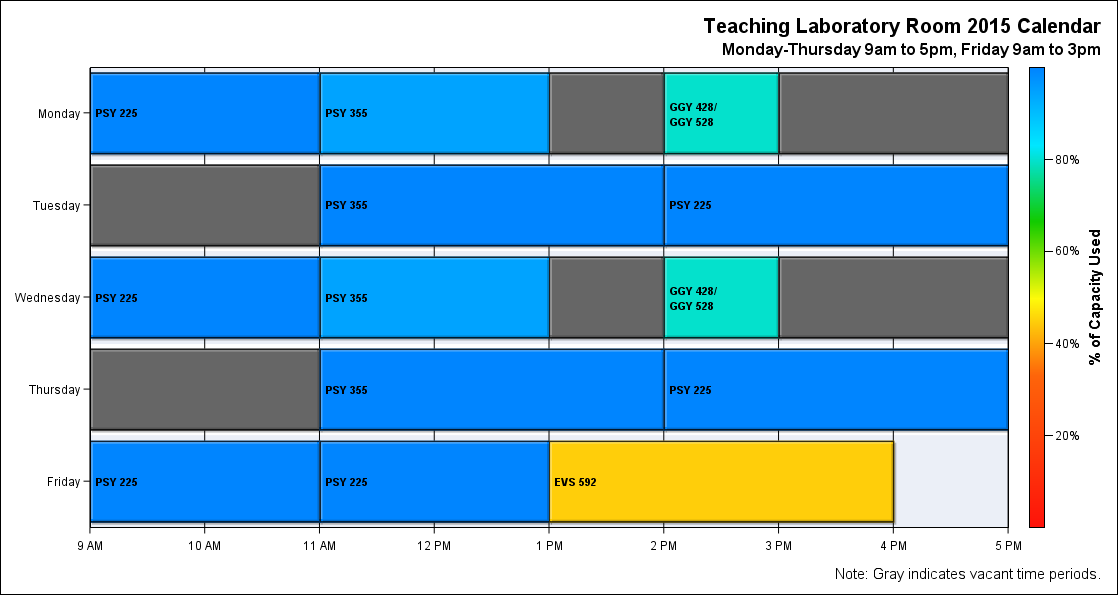 Teaching Laboratory Room 2015 Calendar
Monday-Thursday 9am to 5pm, Friday 9am to 3pm
Monday
PSY 225
PSY 355
GGY 428/
GGY 528
Tuesday
PSY 355
PSY 225
Wednesday
PSY 225
PSY 355
GGY 428/
GGY 528
Thursday
PSY 355
PSY 225
Friday
PSY 225
PSY 225
EVS 592
9 AM
10 AM
11 AM
12 PM
1 PM
2 PM
3 PM
4 PM
5 PM
80%
60%
40%
20%
% of Capacity Used
Note: Gray indicates vacant time periods.